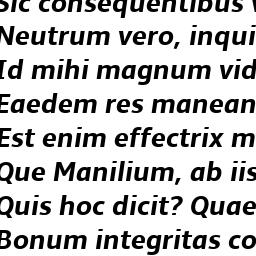 Sic consequentibus
Neutrum vero, inqui
Id mihi magnum vid
Eaedem res manean
Est enim effectrix m
Que Manilium, ab iis
Quis hoc dicit? Quae
Bonum integritas co